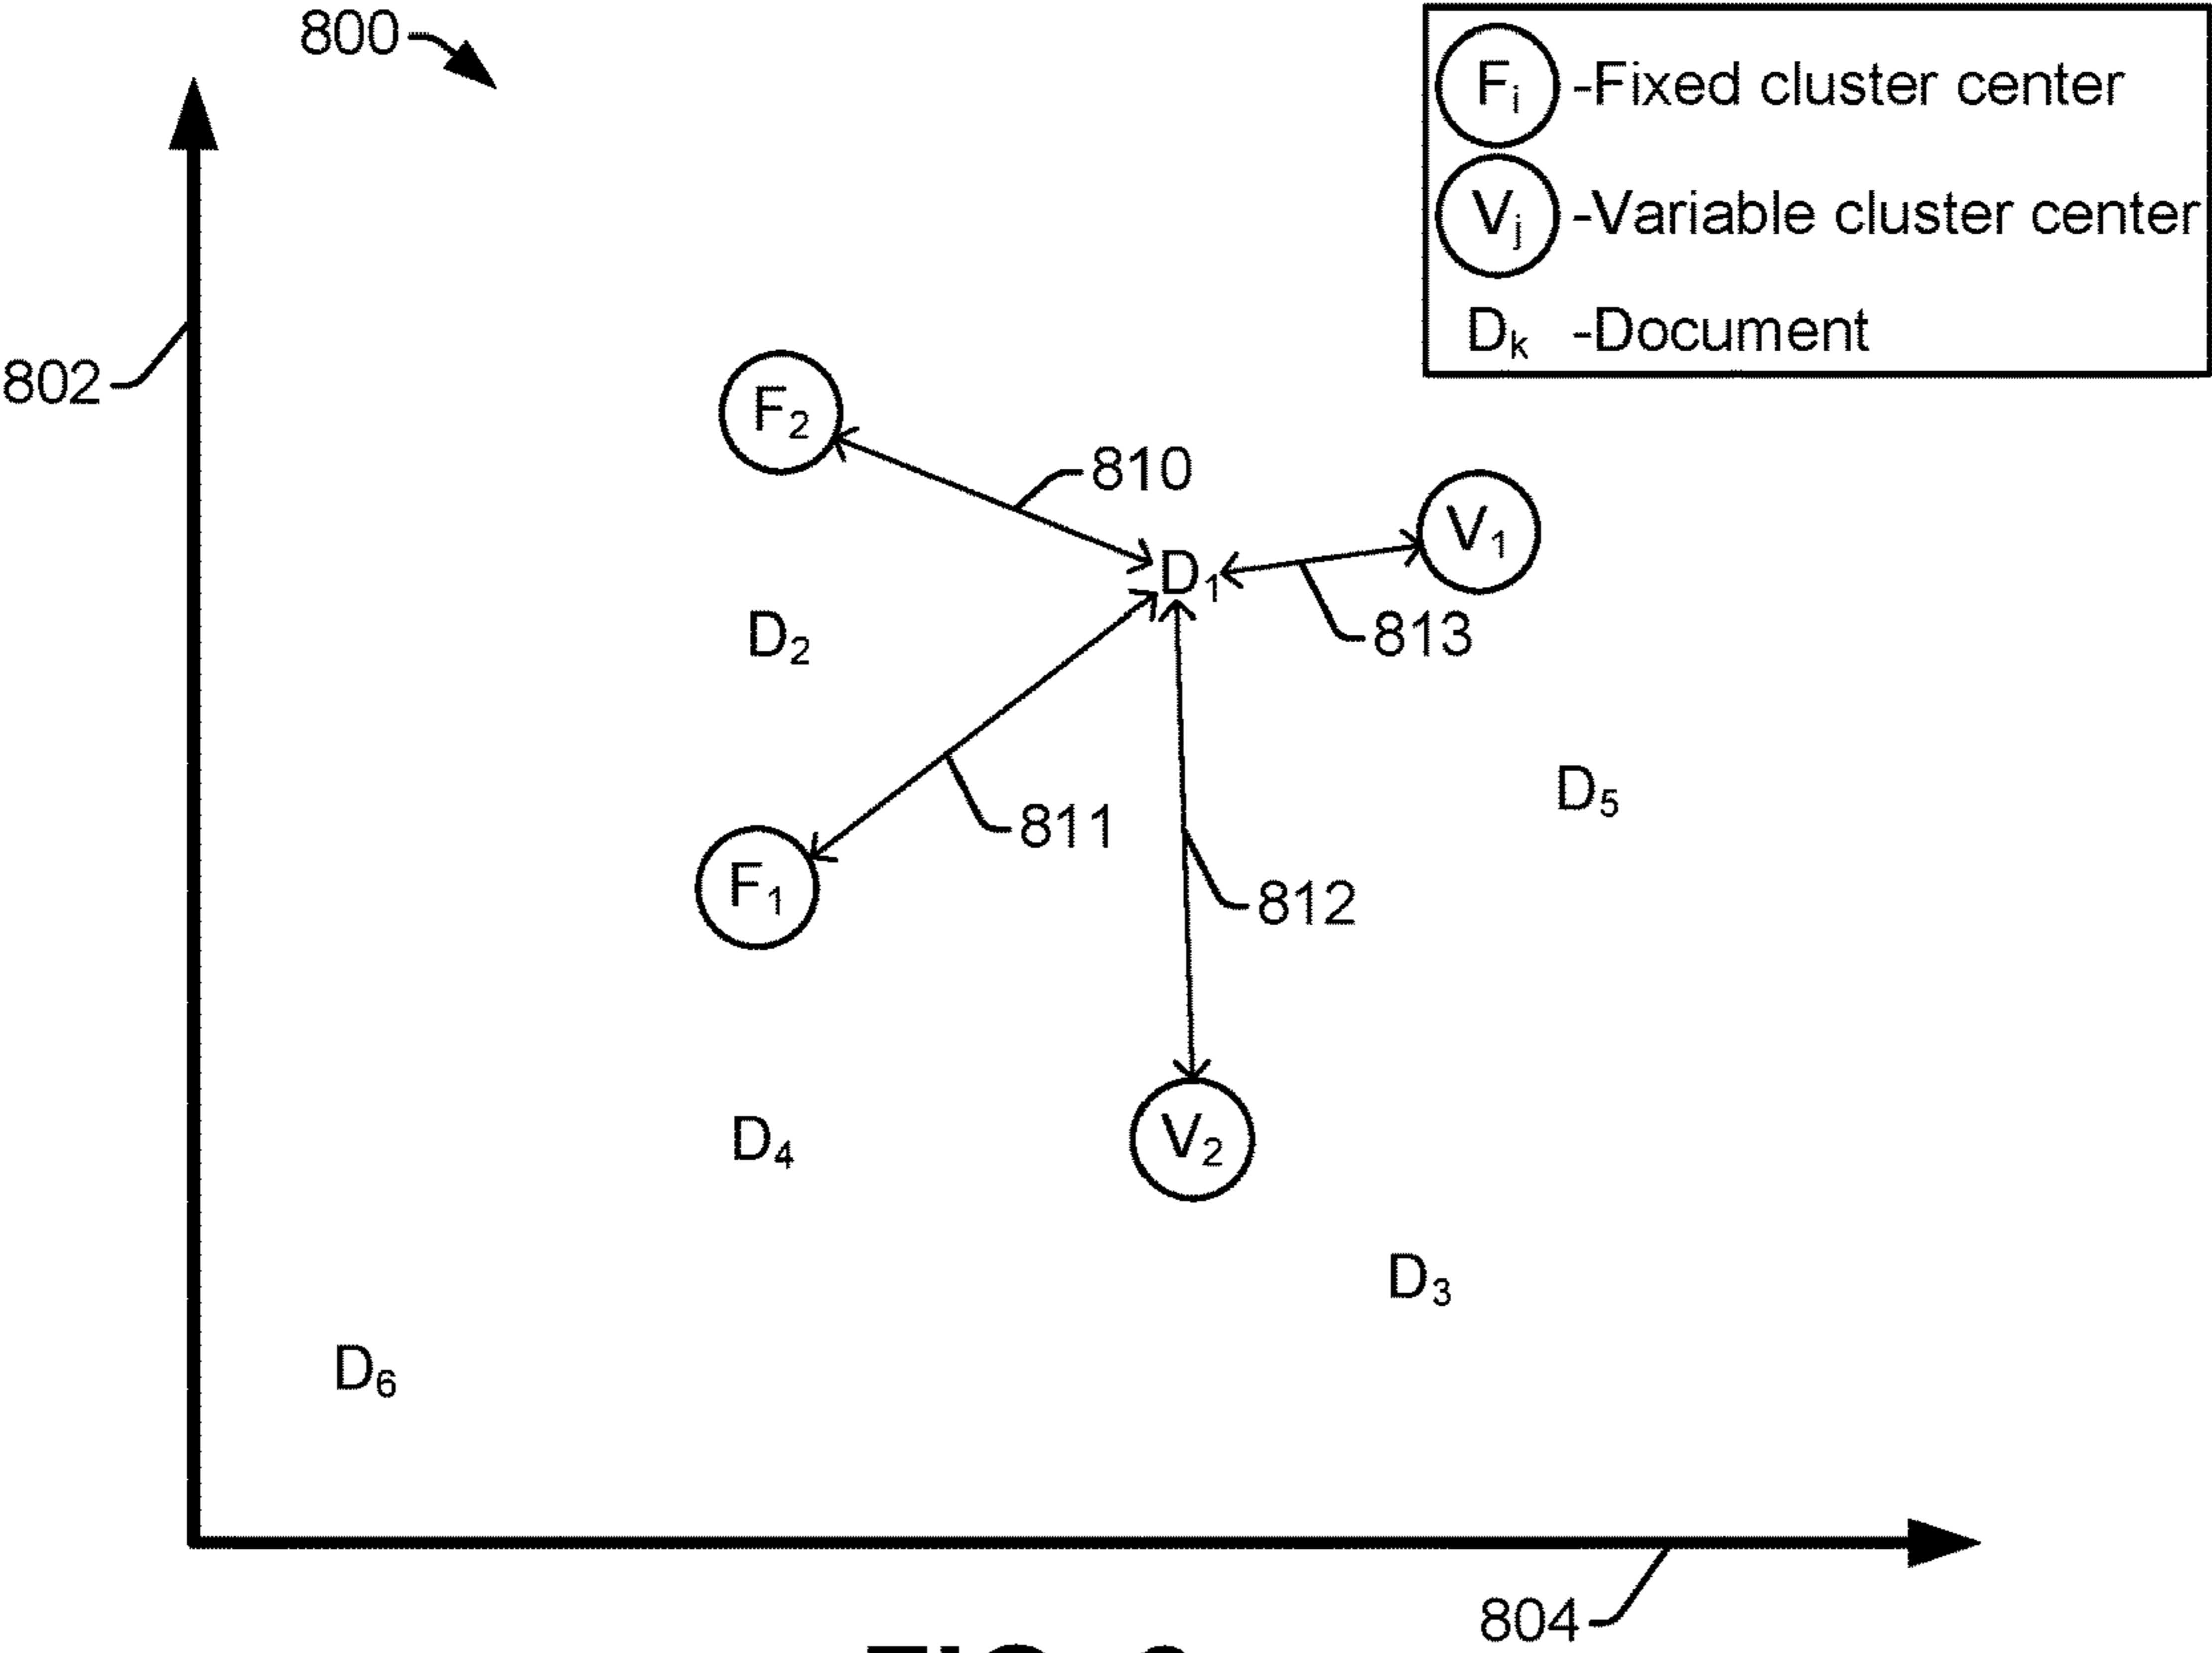 800
Fᵢ -Fixed cluster center
Vⱼ -Variable cluster center
Dₖ -Document
802
F₂
810
V₁
D₁
D₂
813
D₅
811
F₁
812
D₄
V₂
D₃
D₆
804